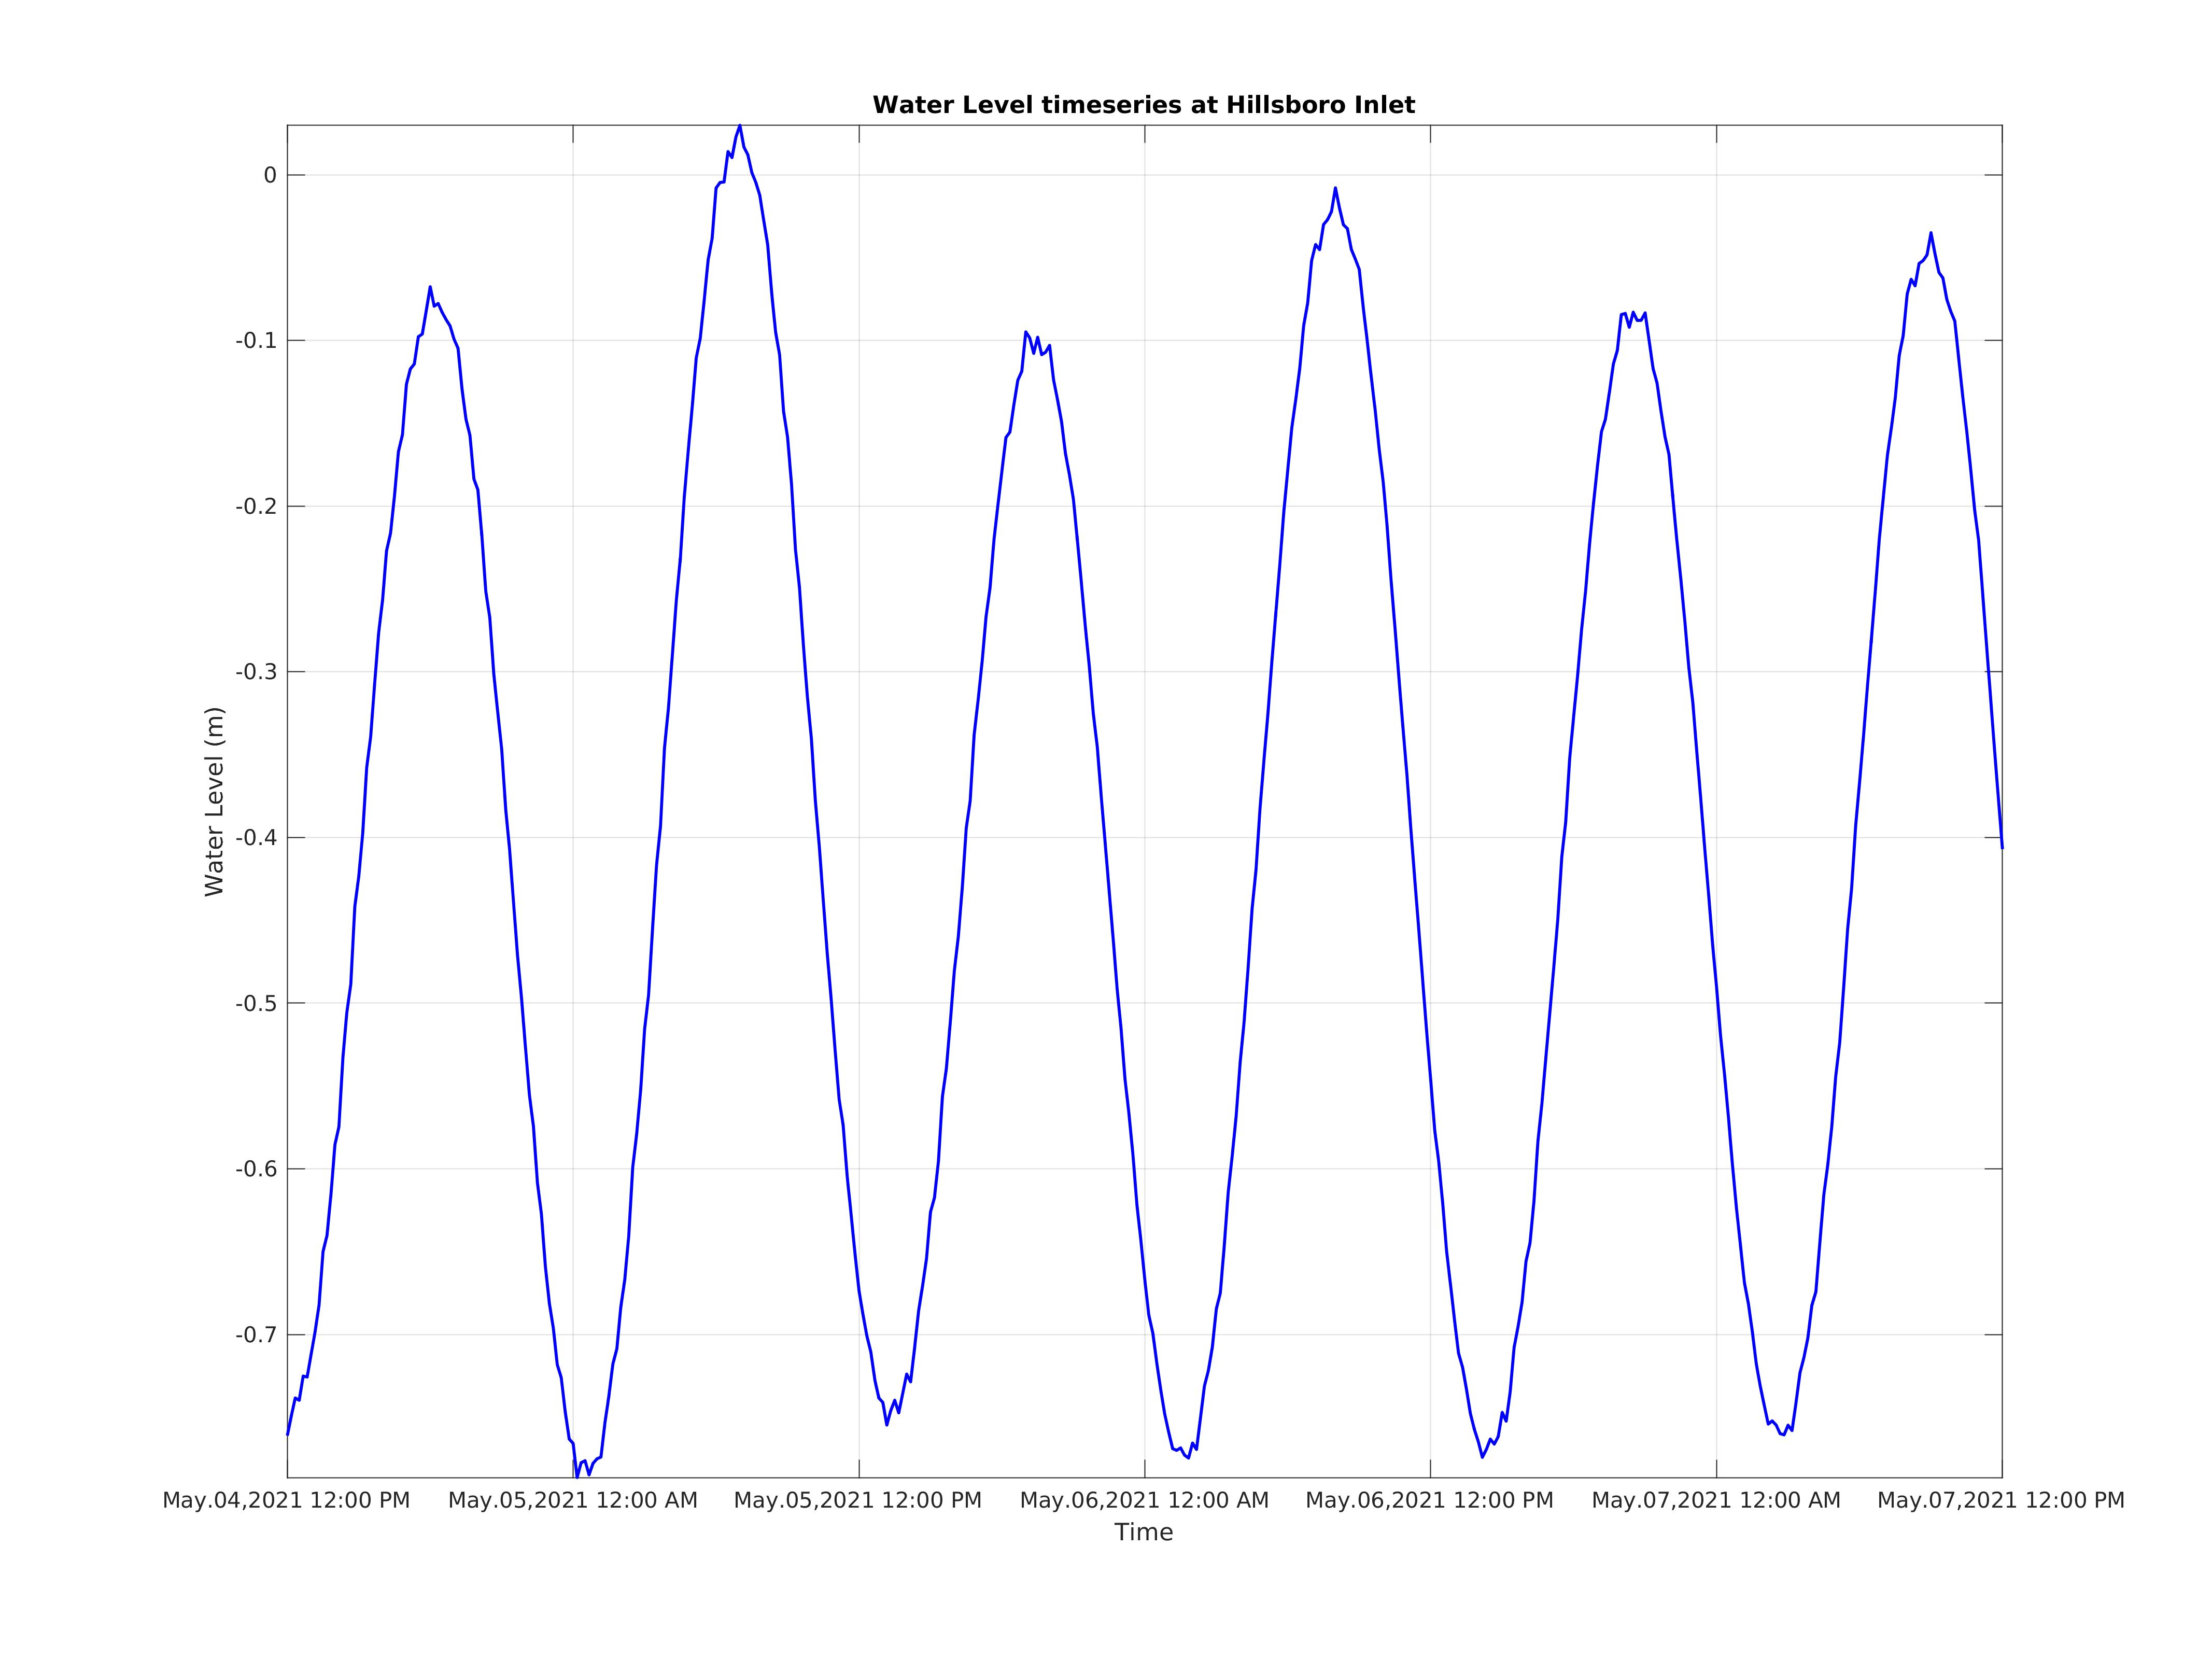 Water Level timeseries at Hillsboro Inlet
0
-0.1
-0.2
-0.3
-0.4
-0.5
-0.6
-0.7
Water Level (m)
May.04,2021 12:00 PM May.05,2021 12:00 AM May.05,2021 12:00 PM May.06,2021 12:00 AM May.06,2021 12:00 PM May.07,2021 12:00 AM May.07,2021 12:00 PM
Time